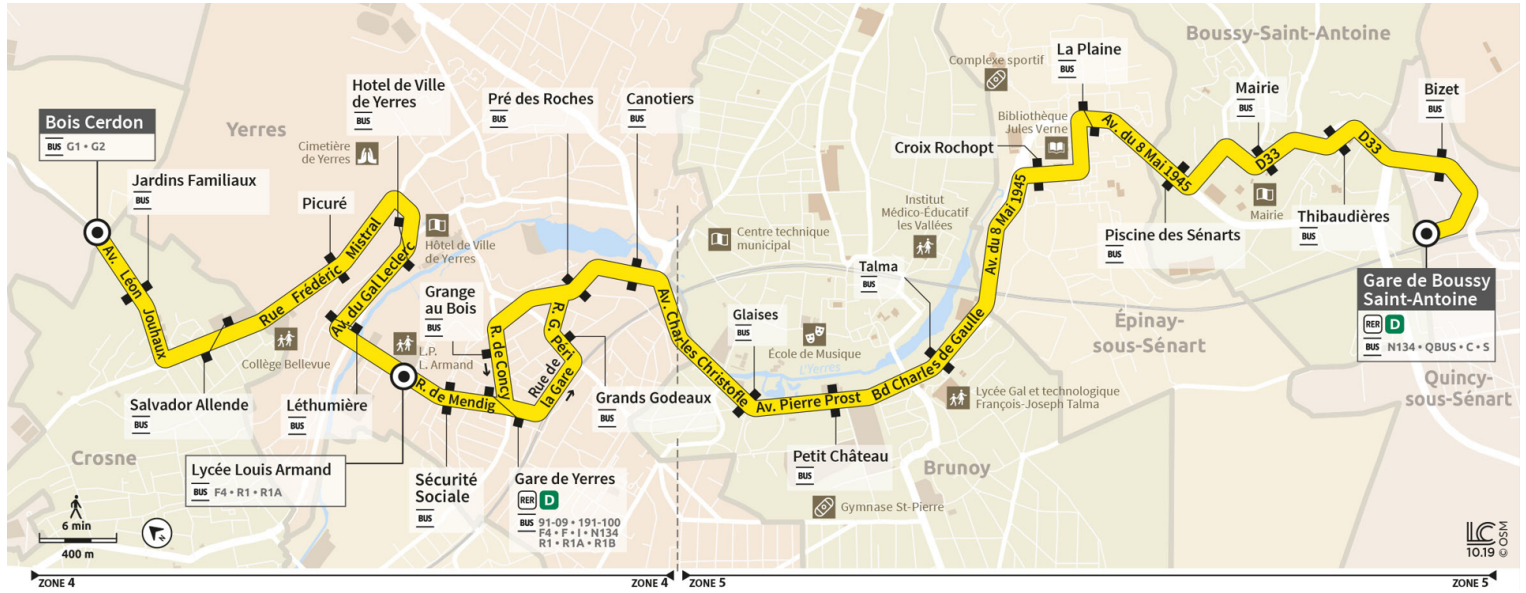 Boussy-Saint-Antoine
La Plaine
BUS
Complexe sportif
Hotel de Ville
de Yerres
BUS
Pré des Roches
BUS
Canotiers
BUS
Mairie
BUS
Bizet
BUS
Bois Cerdon
BUS G1 • G2
Yerres
Cimetière
de Yerres
Bibliothèque
Jules Verne
Croix Rochopt
Av. du 8 Mai 1945
D33
D33
Jardins Familiaux
BUS
Picuré
Institut
Médico-Éducatif
les Vallées
Mairie
Thibaudières
BUS
Piscine des Sénarts
BUS
Hôtel de Ville
de Yerres
Centre technique
municipal
Av. du 8 Mai 1945
Av. Léon Jouhaux
Rue Frédéric Mistral
Av. du Gal Leclerc
Grange
au Bois
BUS
Talma
BUS
Gare de Boussy
Saint-Antoine
RER D
BUS N134 • QBUS • C • S
R. de Concy
R. G. Péri
Rue de
la Gare
Av. Charles Christofle
Glaises
BUS
École de Musique
L'Yerres
Épinay-
sous-Sénart
Collège Bellevue
L.P.
L. Armand
R. de Mendig
Av. Pierre Prost
Bd Charles de Gaulle
Lycée Gal et technologique
François-Joseph Talma
Quincy-
sous-Sénart
Salvador Allende
BUS
Léthumière
BUS
Grands Godeaux
BUS
Crosne
Lycée Louis Armand
BUS F4 • R1 • R1A
Sécurité
Sociale
BUS
Gare de Yerres
RER D
BUS 91-09 • 191-100
F4 • F • I • N134
R1 • R1A • R1B
Petit Château
BUS
Brunoy
Gymnase St-Pierre
6 min
400 m
N
LC
10.19
© OSM
ZONE 4
ZONE 4
ZONE 5
ZONE 5